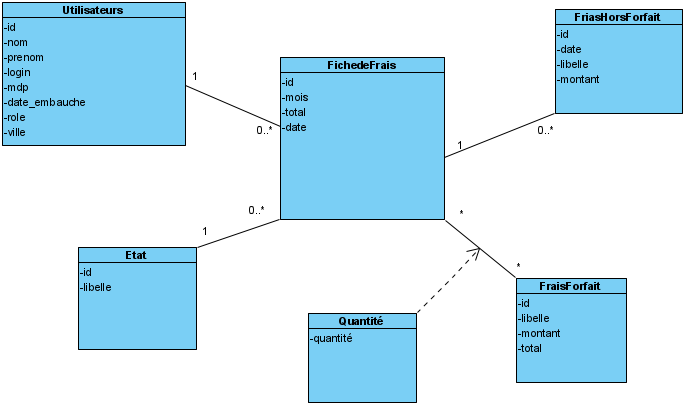 Utilisateurs
-id
-nom
-prenom
-login
-mdp
-date_embauche
-role
-ville
1
0..*
FichedeFrais
-id
-mois
-total
-date
FriasHorsForfait
-id
-date
-libelle
-montant
1
0..*
0..*
1
Etat
-id
-libelle
*
*
Quantité
-quantité
FraisForfait
-id
-libelle
-montant
-total